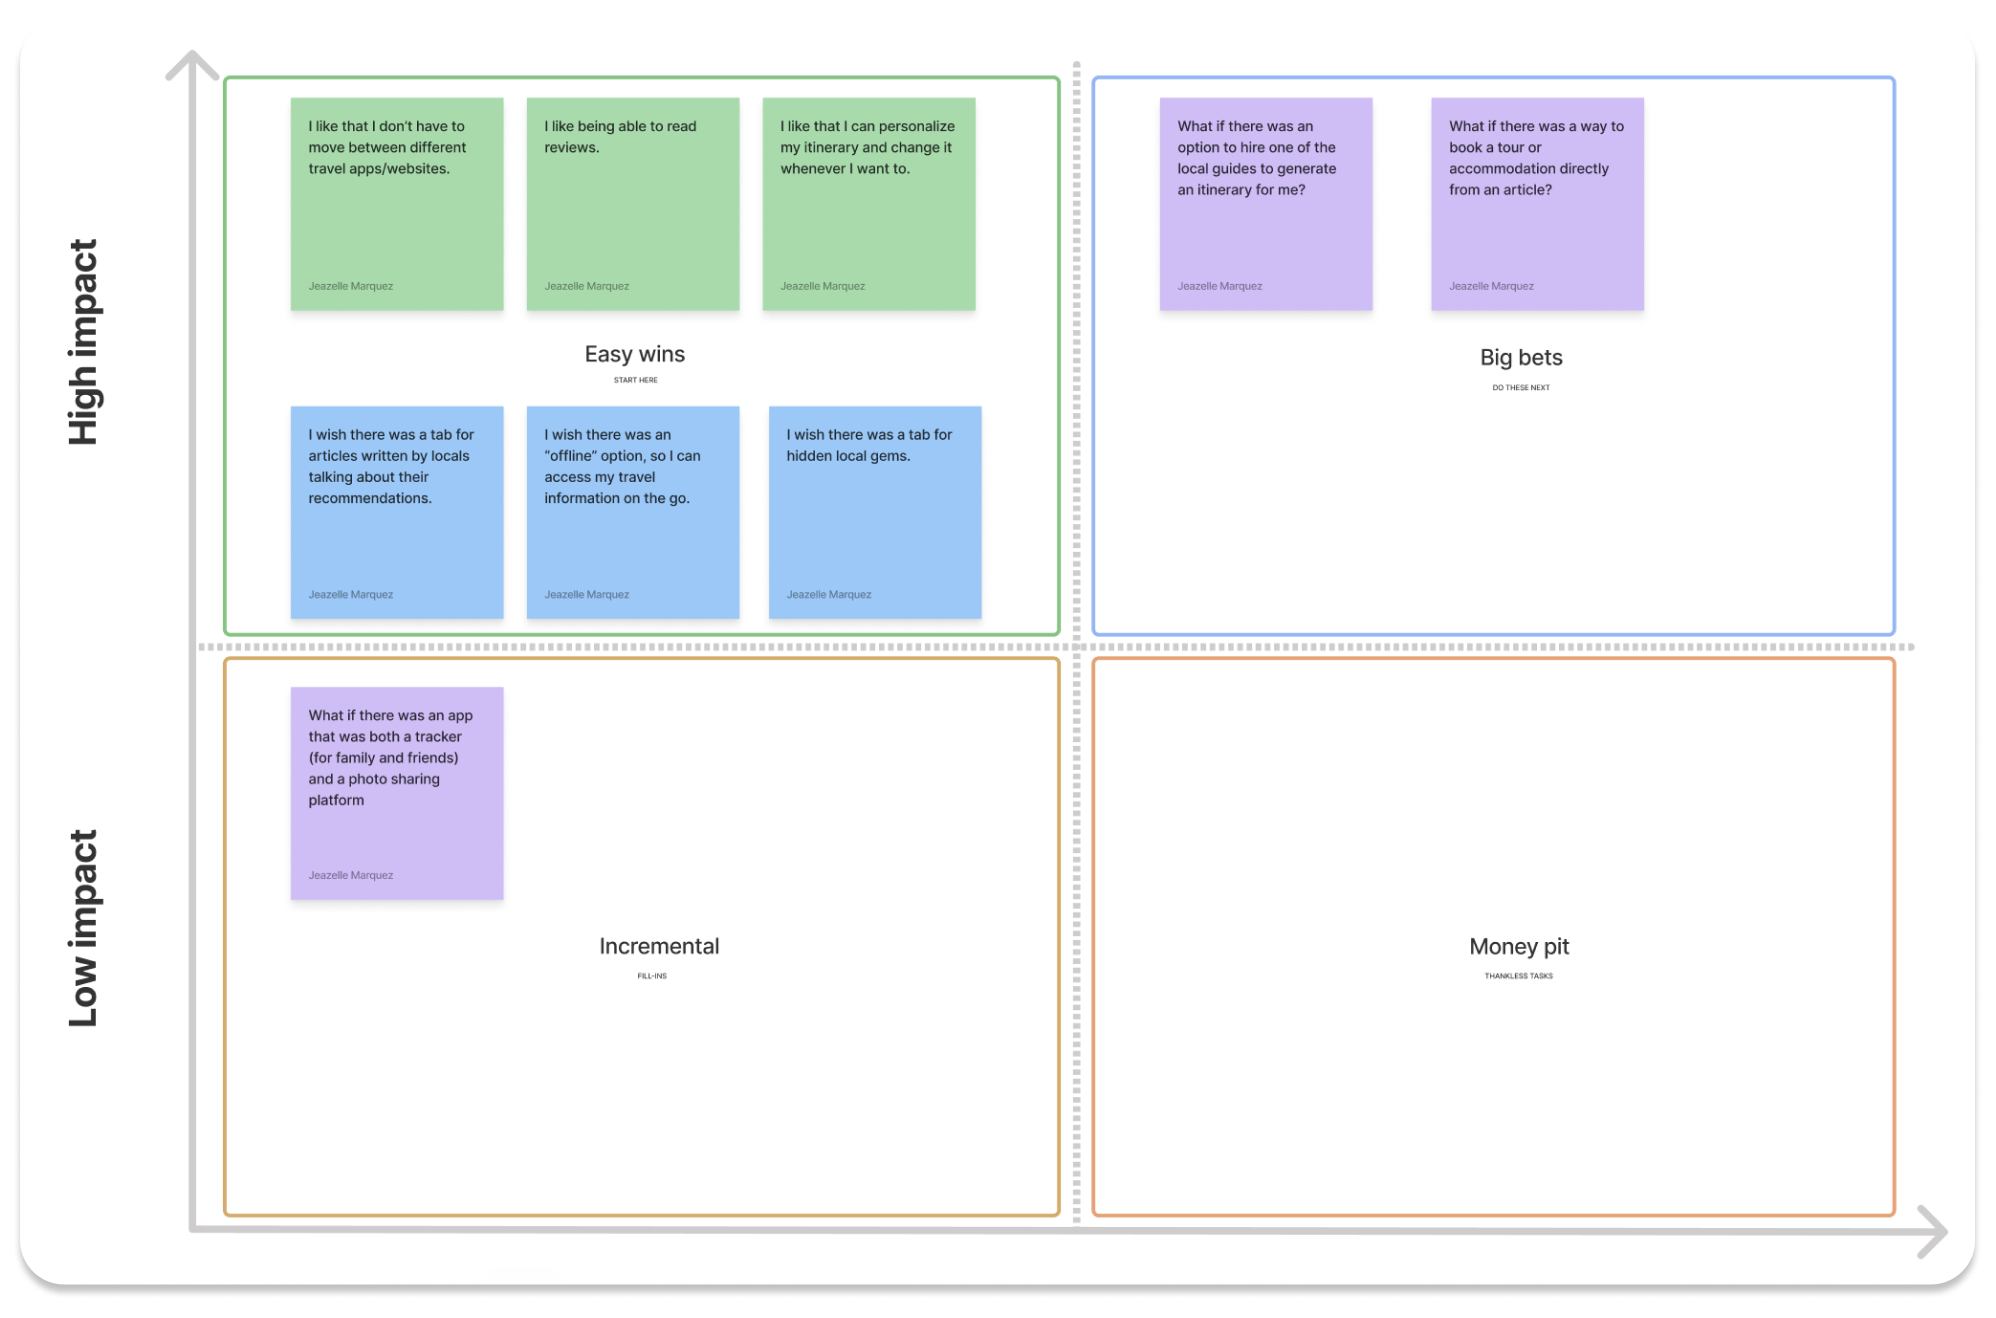 High impact
I like that I don't have to
move between different
travel apps/websites.
Jeazelle Marquez
I like being able to read
reviews.
Jeazelle Marquez
I like that I can personalize
my itinerary and change it
whenever I want to.
Jeazelle Marquez
Easy wins
START HERE
I wish there was a tab for
articles written by locals
talking about their
recommendations.
Jeazelle Marquez
I wish there was an
“offline” option, so I can
access my travel
information on the go.
Jeazelle Marquez
I wish there was a tab for
hidden local gems.
Jeazelle Marquez
What if there was an
option to hire one of the
local guides to generate
an itinerary for me?
Jeazelle Marquez
What if there was a way to
book a tour or
accommodation directly
from an article?
Jeazelle Marquez
Big bets
DO THESE NEXT
Low impact
What if there was an app
that was both a tracker
(for family and friends)
and a photo sharing
platform
Jeazelle Marquez
Incremental
FILL-INS
Money pit
THANKLESS TASKS